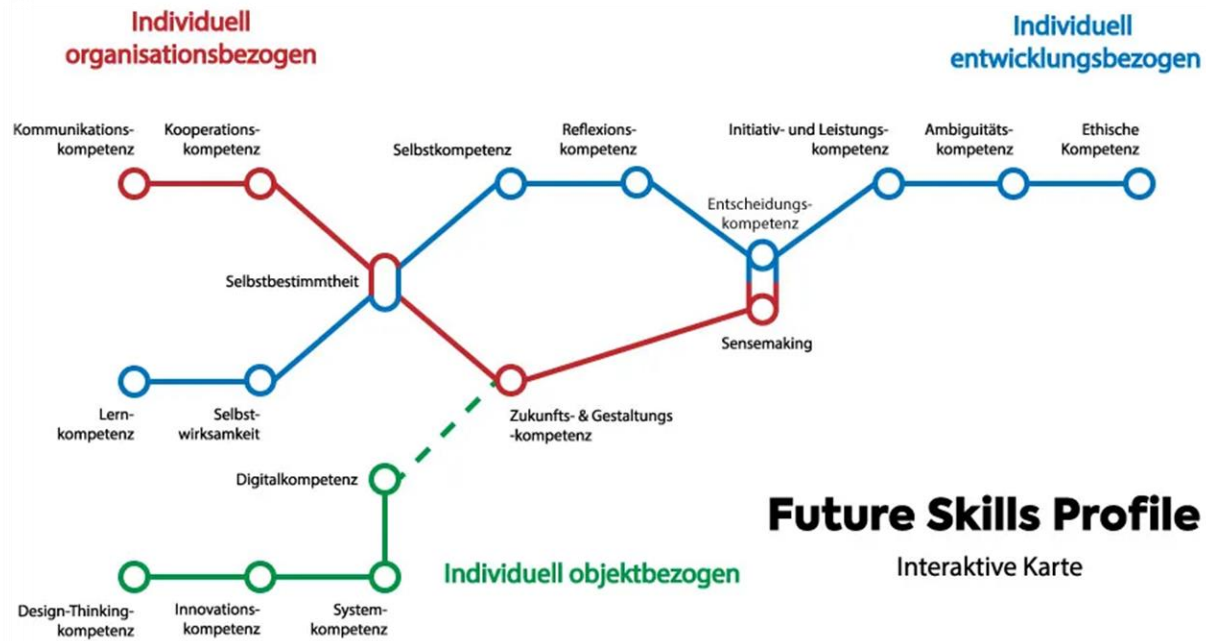 Individuell
organisationsbezogen
Individuell
entwicklungsbezogen
Kommunikations-
kompetenz
Kooperations-
kompetenz
Selbstkompetenz
Reflexions-
kompetenz
Initiativ- und Leistungs-
kompetenz
Ambiguitäts-
kompetenz
Ethische
Kompetenz
Entscheidungs-
kompetenz
Selbstbestimmtheit
Sensemaking
Lern-
kompetenz
Selbst-
wirksamkeit
Zukunfts- & Gestaltungs
-kompetenz
Digitalkompetenz
Future Skills Profile
Interaktive Karte
Individuell objektbezogen
Design-Thinking-
kompetenz
Innovations-
kompetenz
System-
kompetenz